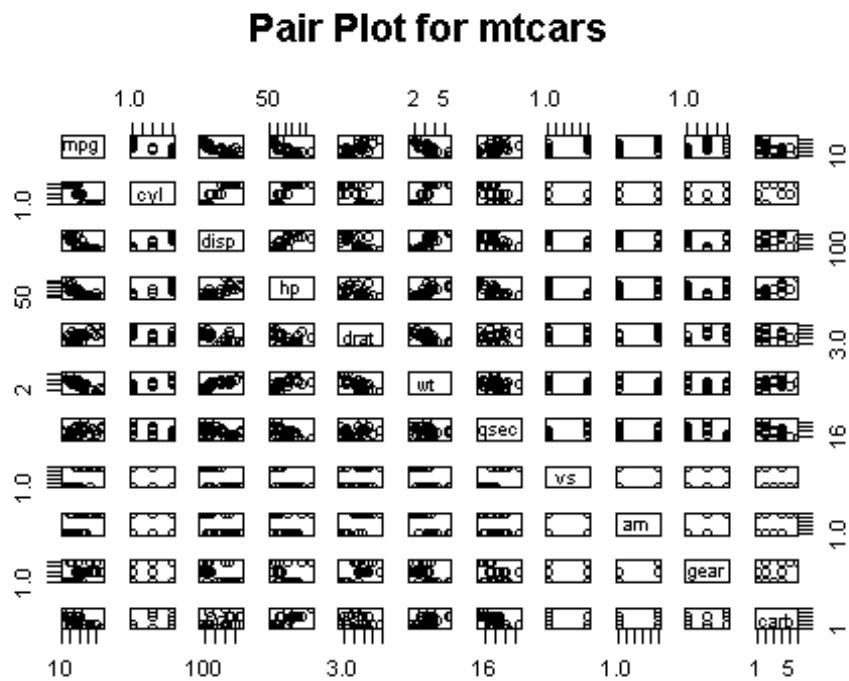 Pair Plot for mtcars
1.0 50 2 5 1.0 1.0
mpg 10
1.0 cyl
disp 100
50 hp
drat 3.0
2 wt
qsec 16
1.0 vs
am 1.0
1.0 gear
carb 1
10 100 3.0 16 1.0 1 5